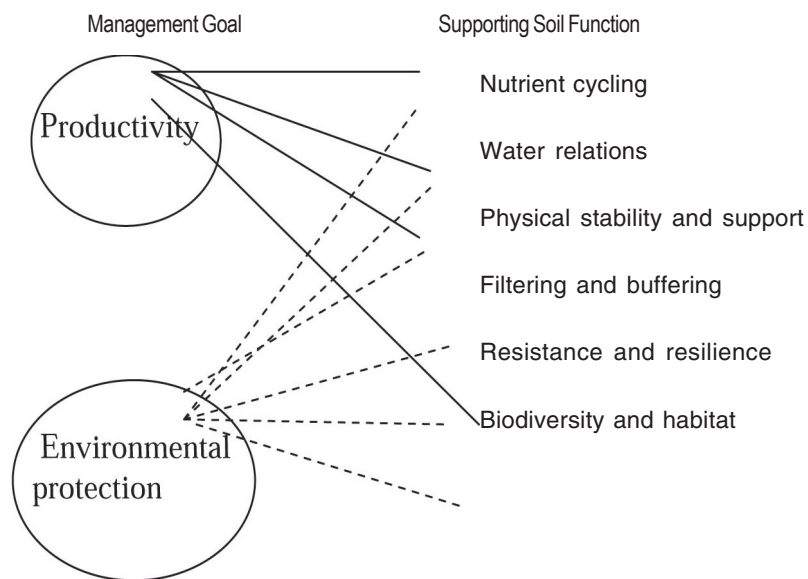 Management Goal
Supporting Soil Function
Nutrient cycling
Productivity
Water relations
Physical stability and support
Filtering and buffering
Resistance and resilience
Biodiversity and habitat
Environmental
protection